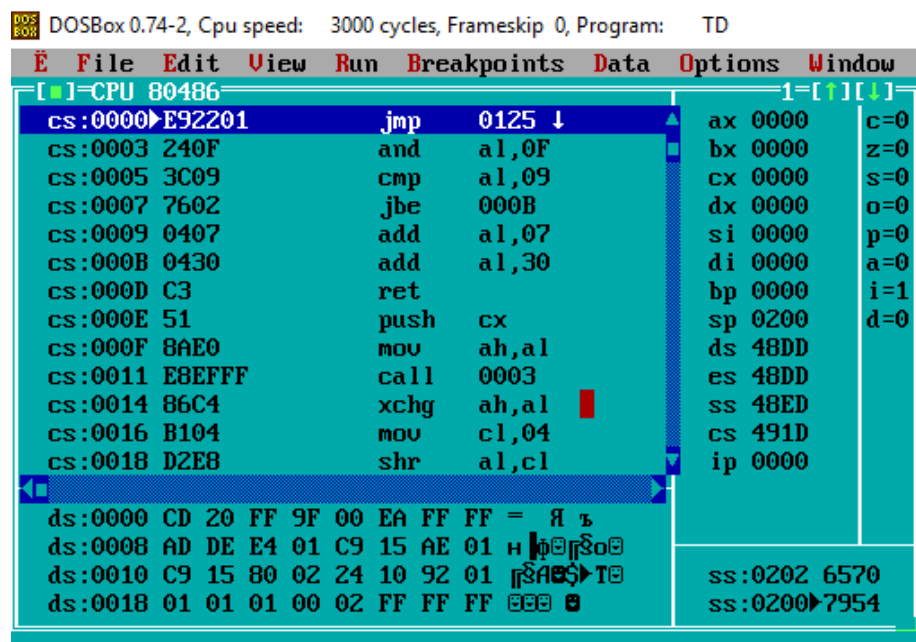 DOSBox 0.74-2, Cpu speed: 3000 cycles, Frameskip 0, Program: TD
Ë File Edit View Run Breakpoints Data Options Window
[■]=CPU 80486 1=[↑][↓]
cs:0000►E92201 jmp 0125 ↓ ax 0000 c=0
cs:0003 240F and al,0F bx 0000 z=0
cs:0005 3C09 cmp al,09 cx 0000 s=0
cs:0007 7602 jbe 000B dx 0000 o=0
cs:0009 0407 add al,07 si 0000 p=0
cs:000B 0430 add al,30 di 0000 a=0
cs:000D C3 ret bp 0000 i=1
cs:000E 51 push cx sp 0200 d=0
cs:000F 8AE0 mov ah,al ds 48DD
cs:0011 E8EFFF call 0003 es 48DD
cs:0014 86C4 xchg ah,al ss 48ED
cs:0016 B104 mov cl,04 cs 491D
cs:0018 D2E8 shr al,cl ip 0000
ds:0000 CD 20 FF 9F 00 EA FF FF = Я ъ
ds:0008 AD DE E4 01 C9 15 AE 01 н ▐ф☺╔§о☺
ds:0010 C9 15 80 02 24 10 92 01 ╔§А☻$►Т☺ ss:0202 6570
ds:0018 01 01 01 00 02 FF FF FF ☺☺☺ ☻ ss:0200►7954